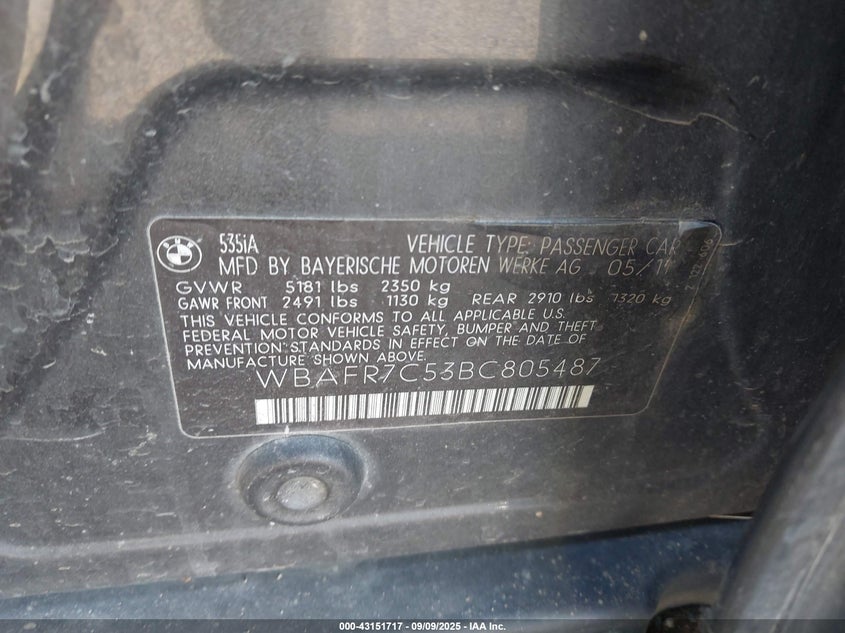 BMW
535iA
VEHICLE TYPE: PASSENGER CAR
MFD BY BAYERISCHE MOTOREN WERKE AG 05/11
GVWR 5181 lbs 2350 kg
GAWR FRONT 2491 lbs 1130 kg REAR 2910 lbs 1320 kg
THIS VEHICLE CONFORMS TO ALL APPLICABLE U.S.
FEDERAL MOTOR VEHICLE SAFETY, BUMPER AND THEFT
PREVENTION STANDARDS IN EFFECT ON THE DATE OF
MANUFACTURE SHOWN ABOVE.
WBAFR7C53BC805487
000-43151717 - 09/09/2025 - IAA Inc.